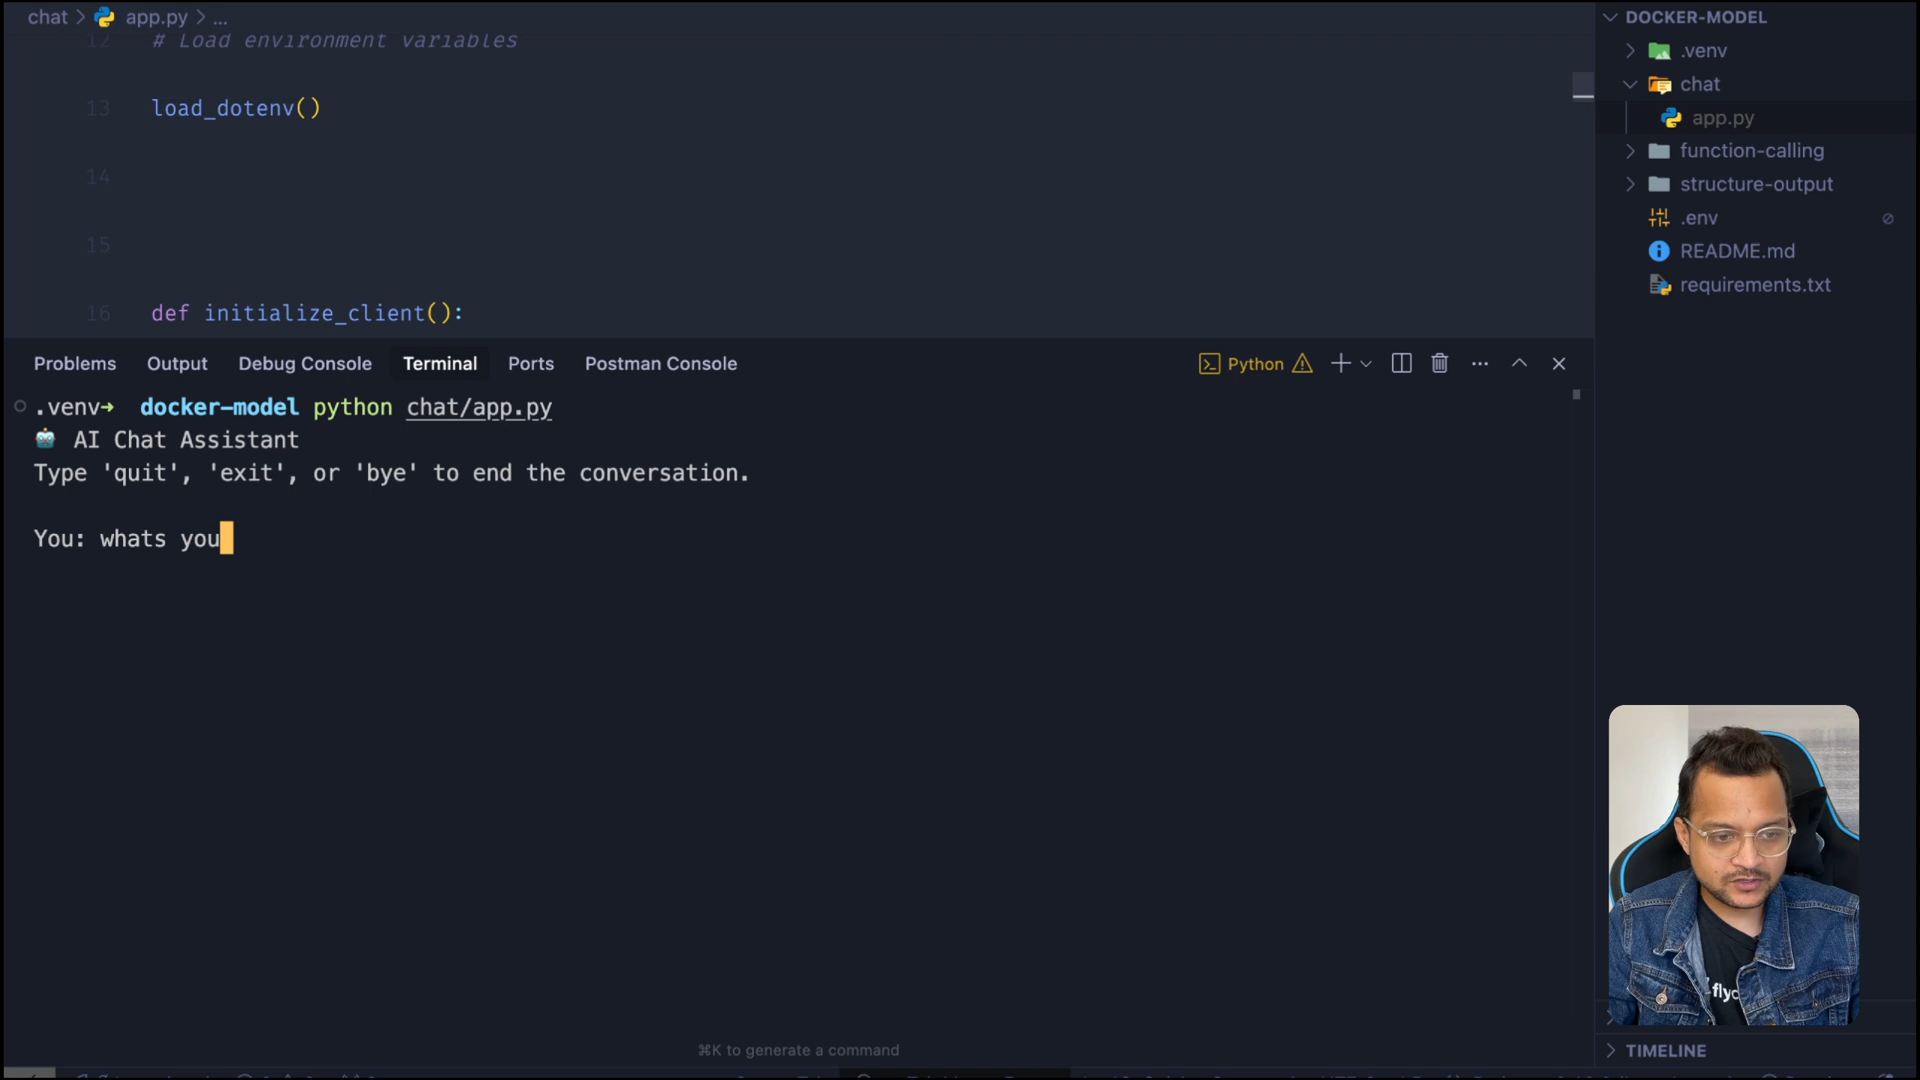 chat > app.py > ...
12 # Load environment variables
13 load_dotenv()
14
15
16 def initialize_client():
Problems Output Debug Console Terminal Ports Postman Console Python
.venv→ docker-model python chat/app.py
🤖 AI Chat Assistant
Type 'quit', 'exit', or 'bye' to end the conversation.
You: whats you
⌘K to generate a command
DOCKER-MODEL
.venv
chat
app.py
function-calling
structure-output
.env
README.md
requirements.txt
TIMELINE